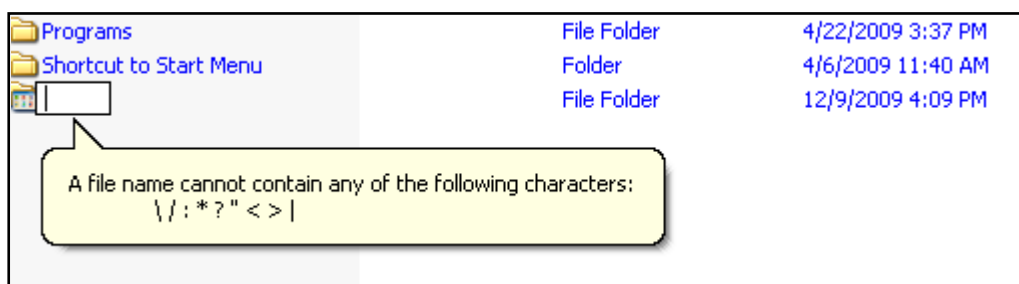 Programs File Folder 4/22/2009 3:37 PM
Shortcut to Start Menu Folder 4/6/2009 11:40 AM
File Folder 12/9/2009 4:09 PM
A file name cannot contain any of the following characters:
\ / : * ? " < > |